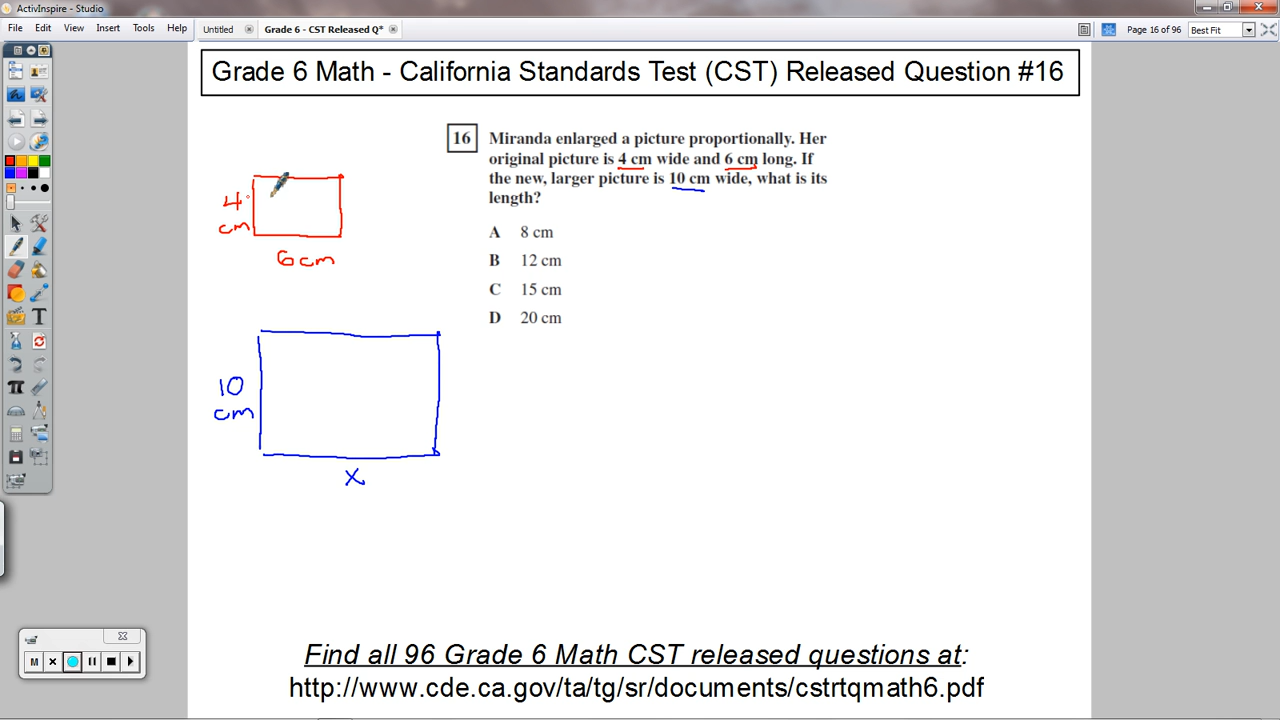 ActivInspire - Studio
File Edit View Insert Tools Help
Untitled
Grade 6 - CST Released Q*
Page 16 of 96
Best Fit
Grade 6 Math - California Standards Test (CST) Released Question #16
16 Miranda enlarged a picture proportionally. Her
original picture is 4 cm wide and 6 cm long. If
the new, larger picture is 10 cm wide, what is its
length?
A 8 cm
B 12 cm
C 15 cm
D 20 cm
4
cm
6 cm
10
cm
x
M
Find all 96 Grade 6 Math CST released questions at:
http://www.cde.ca.gov/ta/tg/sr/documents/cstrtqmath6.pdf